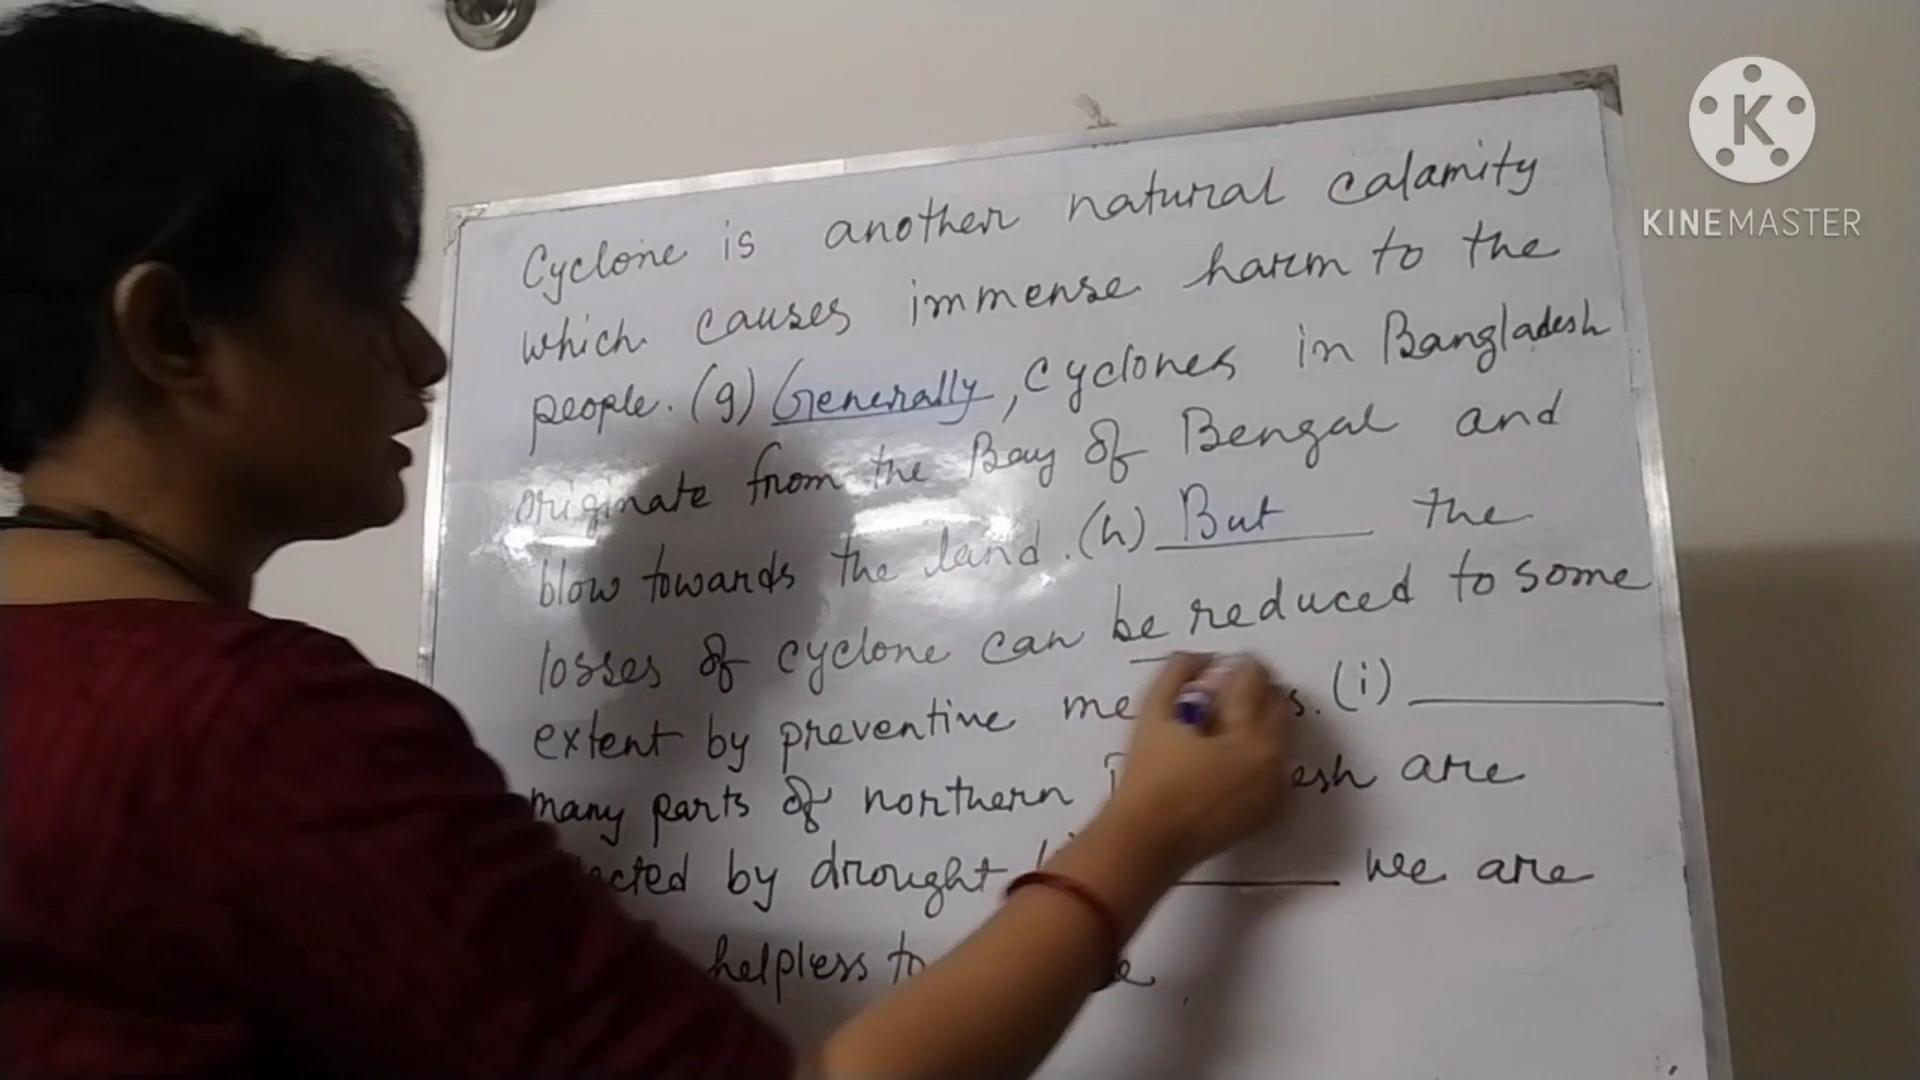 Cyclone is another natural calamity
which causes immense harm to the
people. (g) Generally, cyclones in Bangladesh
originate from the Bay of Bengal and
blow towards the land. (h) But the
losses of cyclone can be reduced to some
extent by preventive (i)
many parts of northern are
by drought we are
helpless to
KINEMASTER